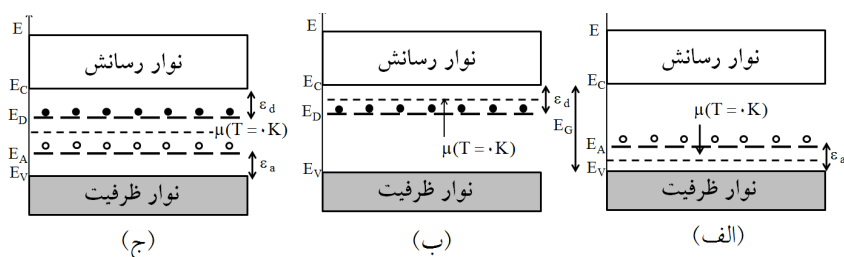 E
نوار رسانش
E_C
ε_d
E_D
μ(T = ۰K)
E_A
ε_a
E_V
نوار ظرفیت
(ج)
E
نوار رسانش
E_C
ε_d
E_D
E_G
μ(T = ۰K)
E_V
نوار ظرفیت
(ب)
E
نوار رسانش
E_C
μ(T = ۰K)
E_A
ε_a
E_V
نوار ظرفیت
(الف)